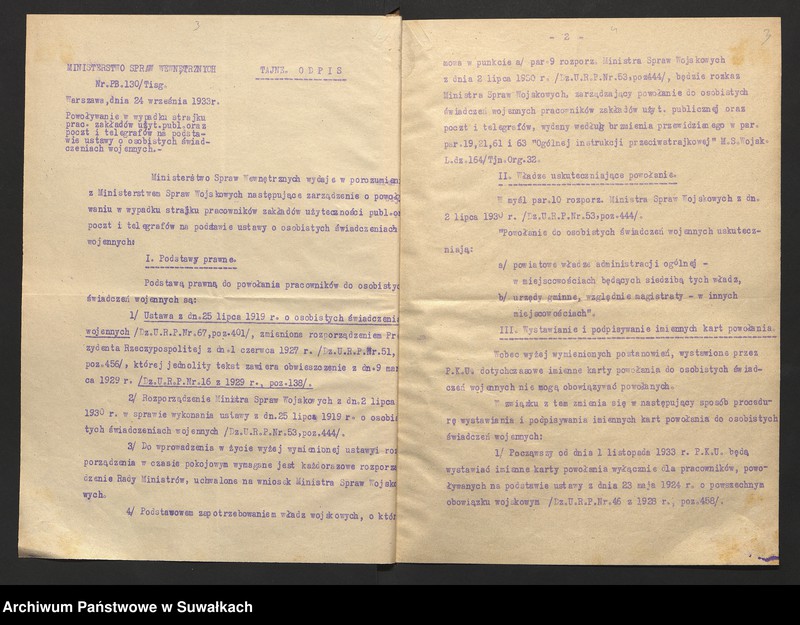 3
MINISTERSTWO SPRAW WEWNĘTRZNYCH
TAJNE. O D P I S
Nr.PB.130/Tirg.
Warszawa,dnia 24 września 1933r.
Powoływanie w wypadku strajku
prac. zakładów użyt.publ.oraz
poczt i telegrafów na podsta-
wie ustawy o osobistych świad-
czeniach wojennych.-
Ministerstwo Spraw Wewnętrznych wydaje w porozumien
z Ministerstwem Spraw Wojskowych następujące zarządzenie o powoł
waniu w wypadku strajku pracowników zakładów użyteczności publ.o
poczt i telegrafów na podstawie ustawy o osobistych świadczeniach
wojennych:
I. Podstawy prawne.
Podstawą prawną do powołania pracowników do osobistyc
świadczeń wojennych są:
1/ Ustawa z dn.25 lipca 1919 r. o osobistych świadczenia
wojennych /Dz.U.R.P.Nr.67,poz.401/, zmieniona rozporządzeniem Pr
zydenta Rzeczypospolitej z dn.1 czerwca 1927 r. /Dz.U.R.P.Nr.51,
poz.456/, której jednolity tekst zawiera obwieszczenie z dn.9 mar
ca 1929 r. /Dz.U.R.P.Nr.16 z 1929 r., poz.138/.
2/ Rozporządzenie Ministra Spraw Wojskowych z dn.2 lipca
1930 r. w sprawie wykonania ustawy z dn.25 lipca 1919 r. o osobis
tych świadczeniach wojennych /Dz.U.R.P.Nr.53,poz.444/.
3/ Do wprowadzenia w życie wyżej wymienionej ustawy i roz
porządzenia w czasie pokojowym wymagane jest każdorazowe rozporzą
dzenie Rady Ministrów, uchwalone na wniosek Ministra Spraw Wojsko
wych.
4/ Podstawowem zapotrzebowaniem władz wojskowych, o któr
- 2 -
3
mowa w punkcie a/ par.9 rozporz. Ministra Spraw Wojskowych
z dnia 2 lipca 1930 r. /Dz.U.R.P.Nr.53,poz444/, będzie rozkaz
Ministra Spraw Wojskowych, zarządzający powołanie do osobistych
świadczeń wojennych pracowników zakładów użyt. publicznej oraz
poczt i telegrafów, wydany według brzmienia przewidzianego w par.
par.19,21,61 i 63 "Ogólnej instrukcji przeciwstrajkowej" M.S.Wojsk.
L.dz.164/Tjn.Org.32.
II. Władze uskuteczniające powołanie.
W myśl par.10 rozporz. Ministra Spraw Wojskowych z dn.
2 lipca 1930 r. /Dz.U.R.P.Nr.53,poz.444/.
"Powołanie do osobistych świadczeń wojennych uskutecz-
niają:
a/ powiatowe władze administracji ogólnej -
w miejscowościach będących siedzibą tych władz,
b/ urzędy gminne, względnie magistraty - w innych
miejscowościach".
III. Wystawianie i podpisywanie imiennych kart powołania.
Wobec wyżej wymienionych postanowień, wystawione przez
P.K.U. dotychczasowe imienne karty powołania do osobistych świad-
czeń wojennych nie mogą obowiązywać powołanych.
W związku z tem zmienia się w następujący sposób procedu-
rę wystawiania i podpisywania imiennych kart powołania do osobistych
świadczeń wojennych:
1/ Począwszy od dnia 1 listopada 1933 r. P.K.U. będą
wystawiać imienne karty powołania wyłącznie dla pracowników, powo-
ływanych na podstawie ustawy z dnia 23 maja 1924 r. o powszechnym
obowiązku wojskowym /Dz.U.R.P.Nr.46 z 1928 r., poz.458/.
Archiwum Państwowe w Suwałkach